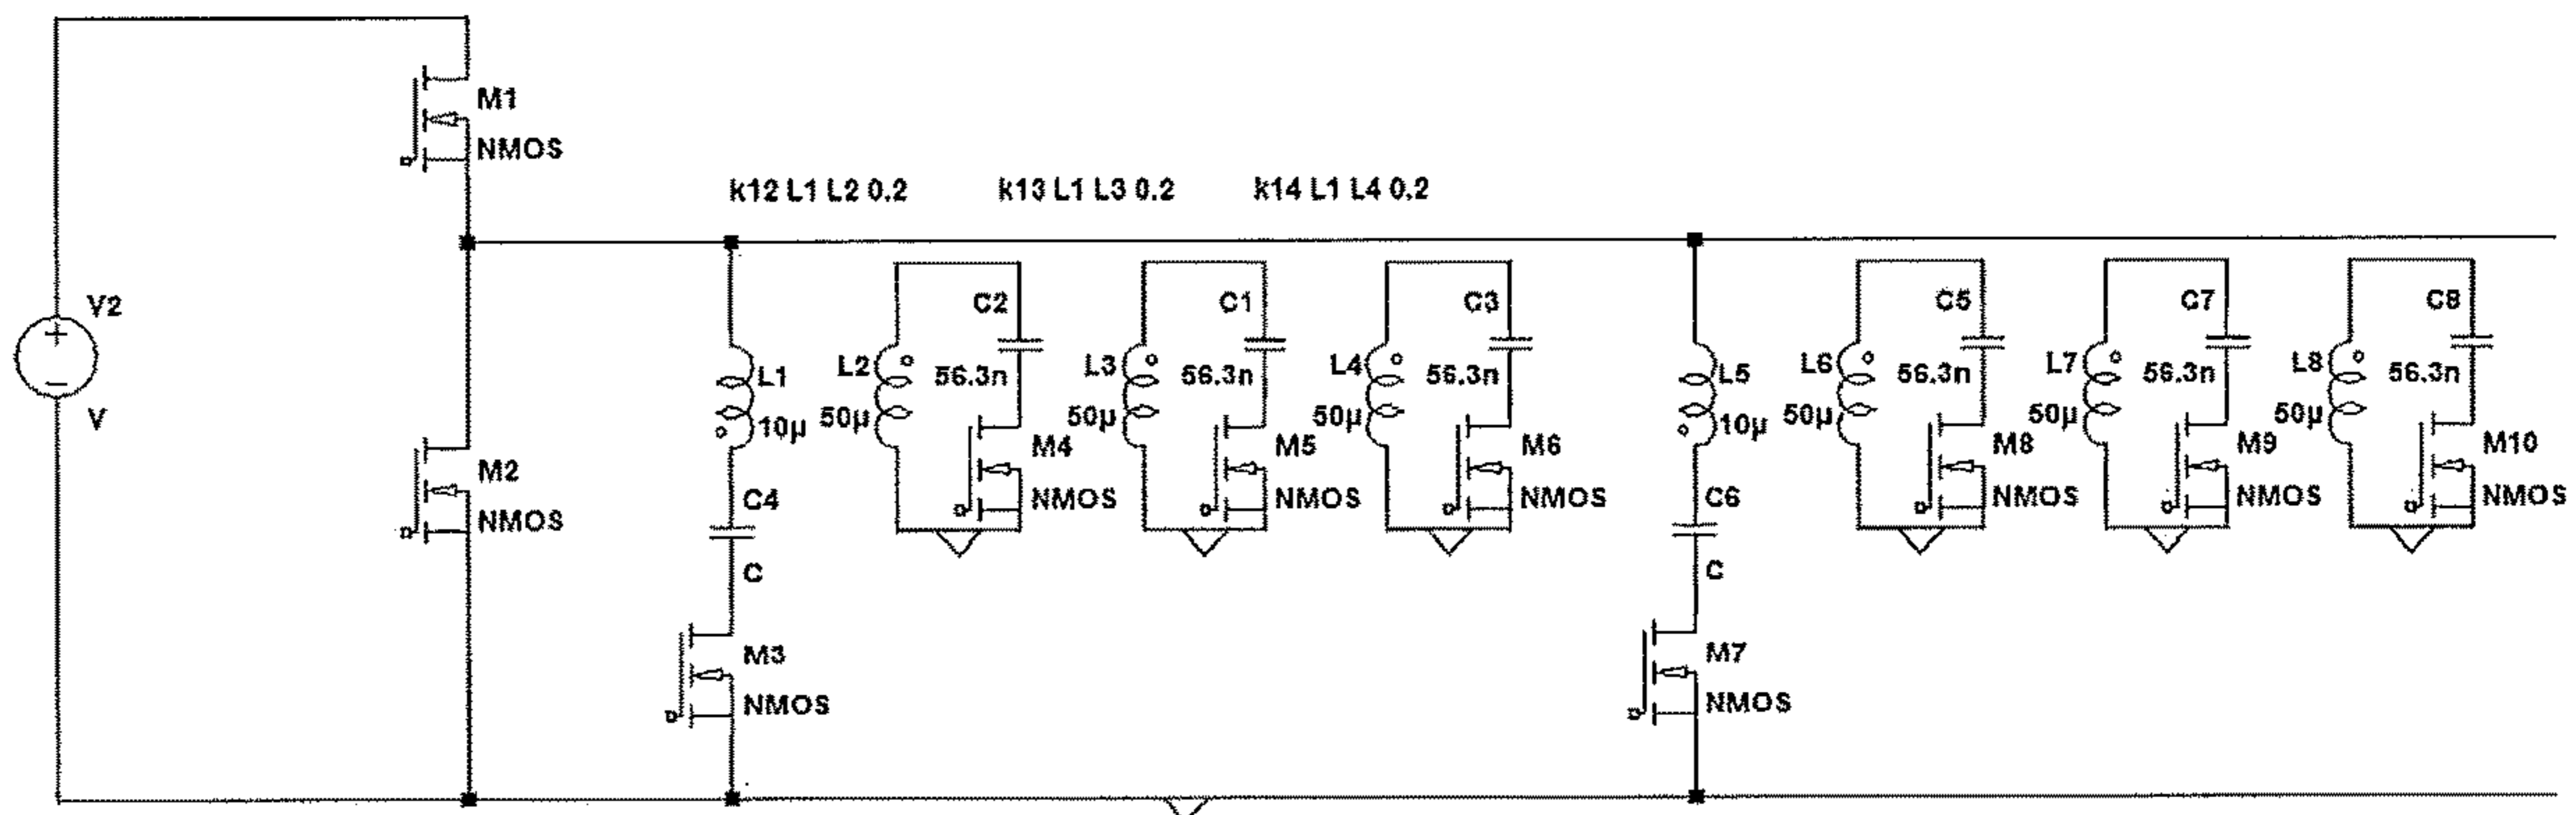 M1
NMOS
k12 L1 L2 0.2
k13 L1 L3 0.2
k14 L1 L4 0.2
V2
V
M2
NMOS
L1
10µ
C4
C
M3
NMOS
L2
50µ
C2
56.3n
M4
NMOS
L3
50µ
C1
56.3n
M5
NMOS
L4
50µ
C3
56.3n
M6
NMOS
L5
10µ
C6
C
M7
NMOS
L6
50µ
C5
56.3n
M8
NMOS
L7
50µ
C7
56.3n
M9
NMOS
L8
50µ
C8
56.3n
M10
NMOS